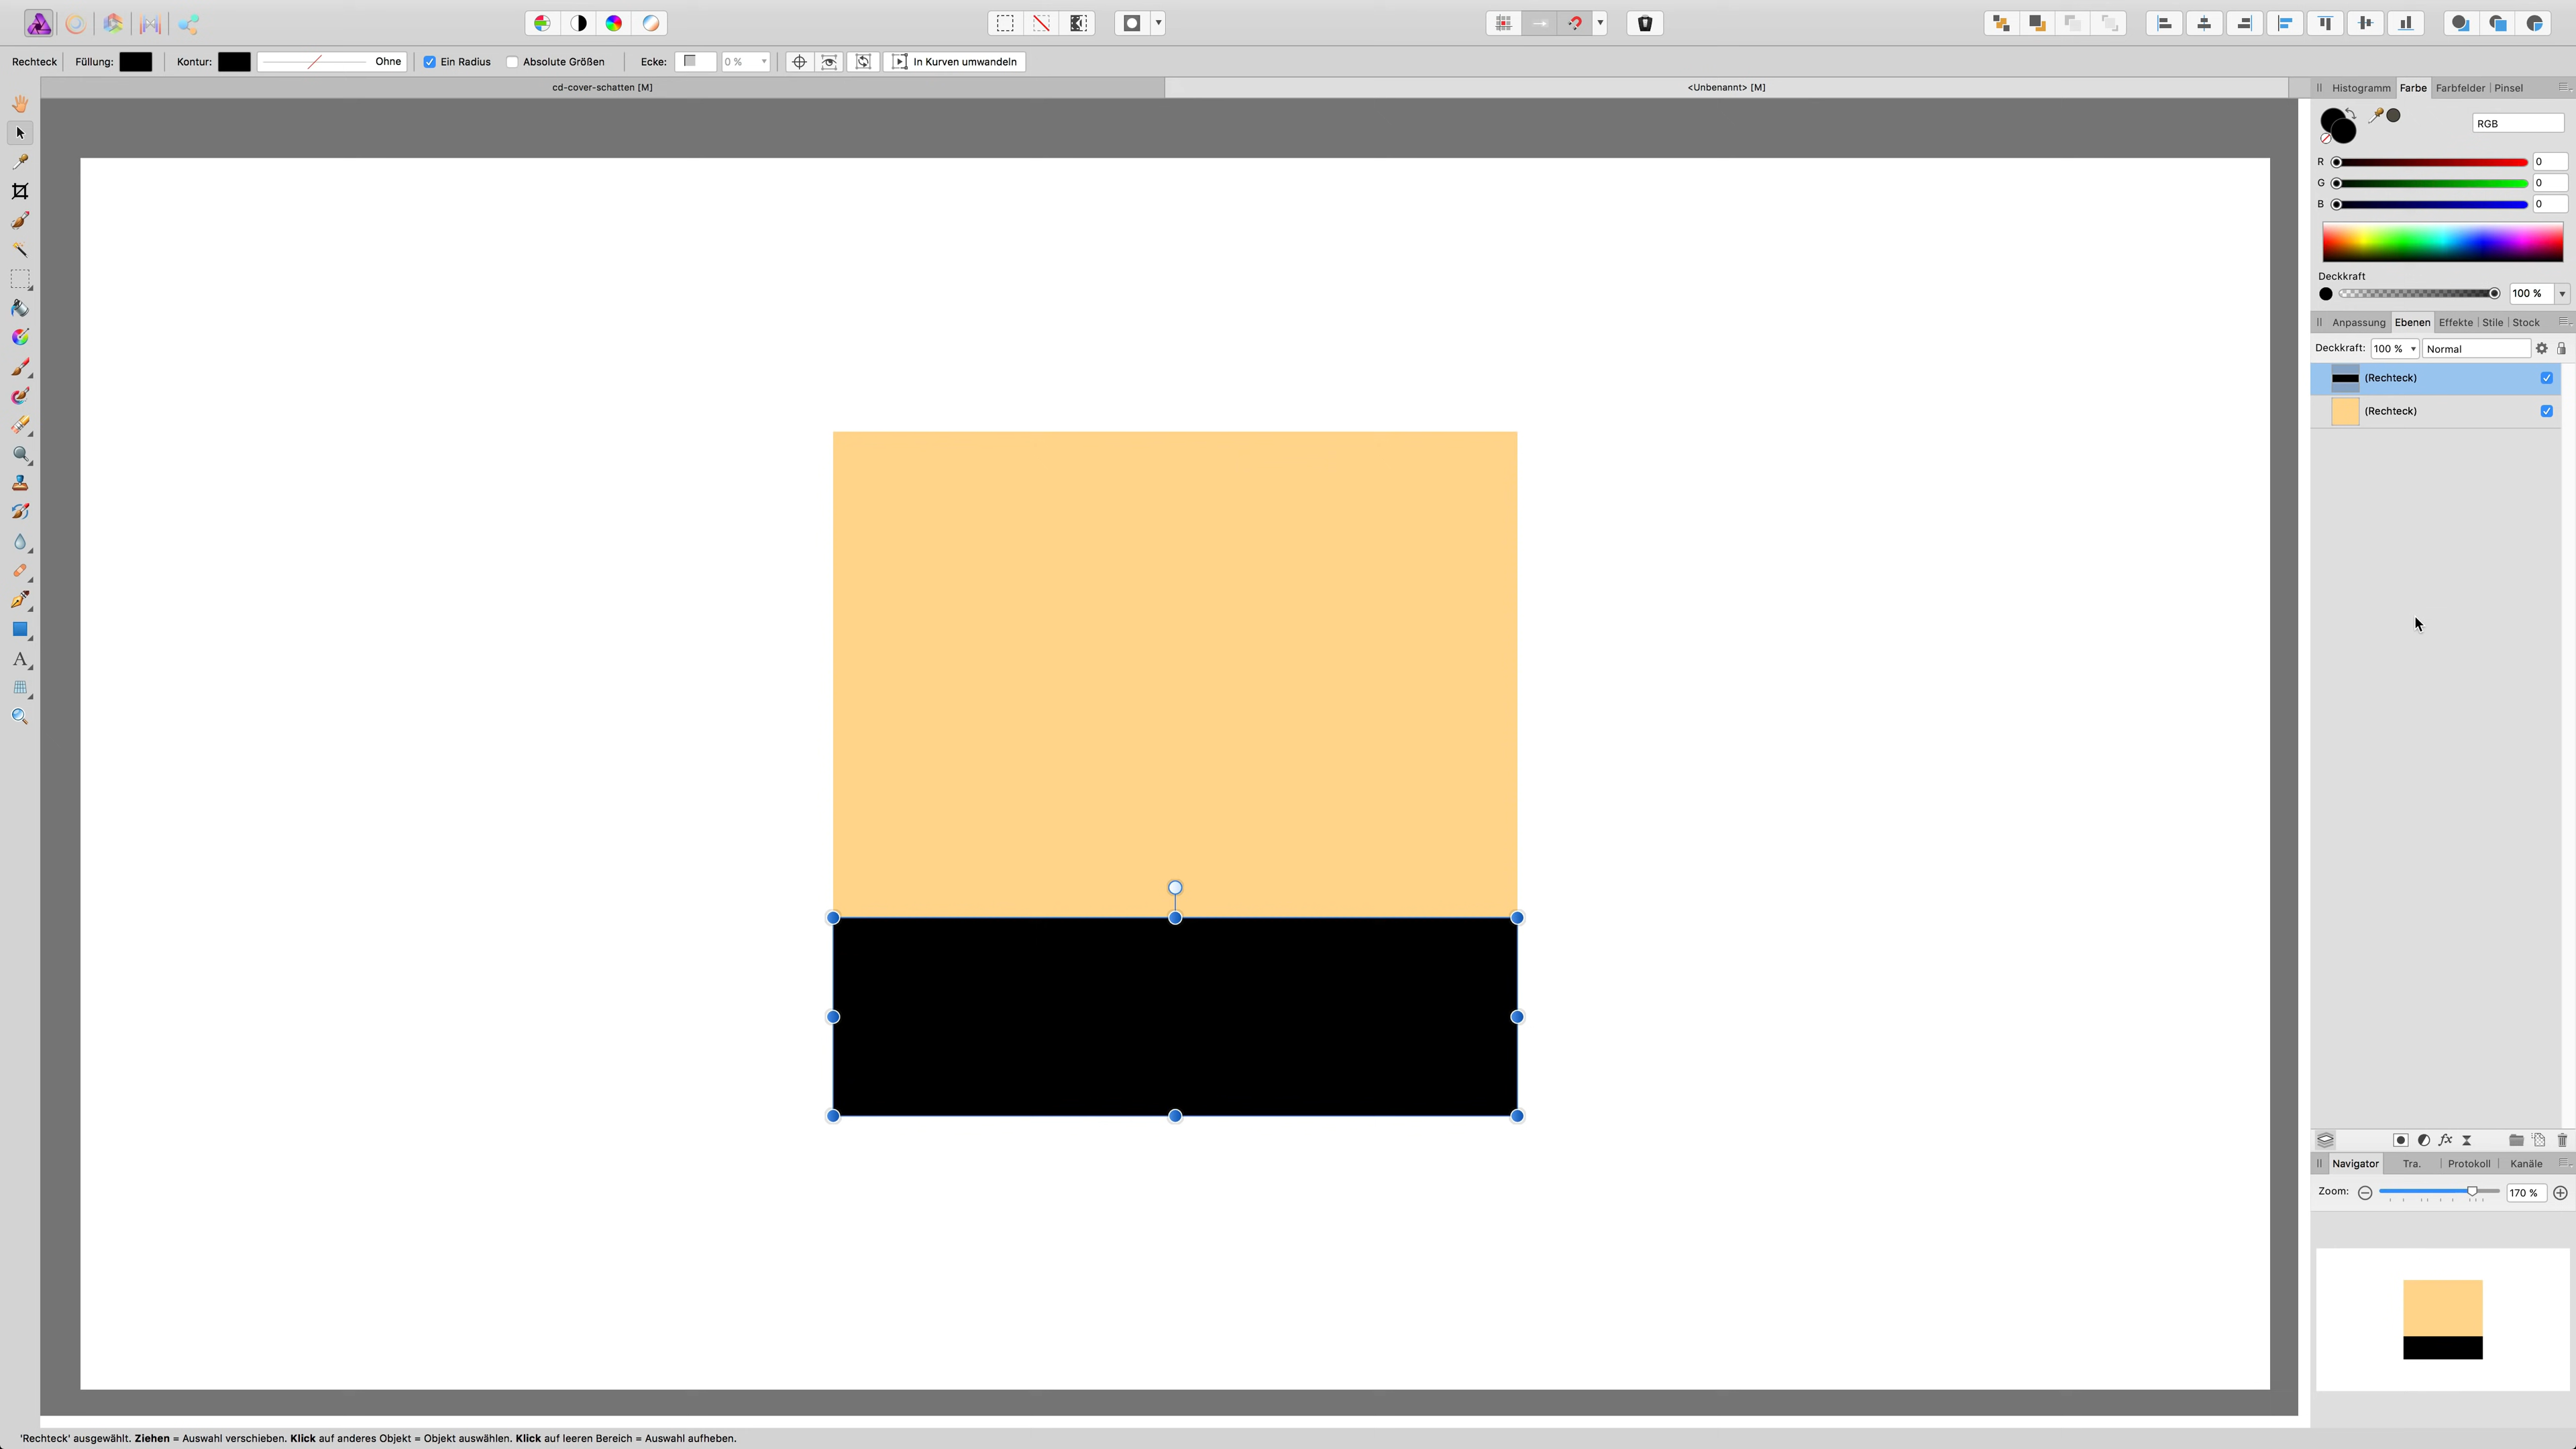 Rechteck Füllung: Kontur: Ohne Ein Radius Absolute Größen Ecke: 0 % In Kurven umwandeln
cd-cover-schatten [M] <Unbenannt> [M]
Histogramm Farbe Farbfelder Pinsel
RGB
R 0
G 0
B 0
Deckkraft
100 %
Anpassung Ebenen Effekte Stile Stock
Deckkraft: 100 % Normal
(Rechteck)
(Rechteck)
A
fx
Navigator Tra. Protokoll Kanäle
Zoom: 170 %
'Rechteck' ausgewählt. Ziehen = Auswahl verschieben. Klick auf anderes Objekt = Objekt auswählen. Klick auf leeren Bereich = Auswahl aufheben.